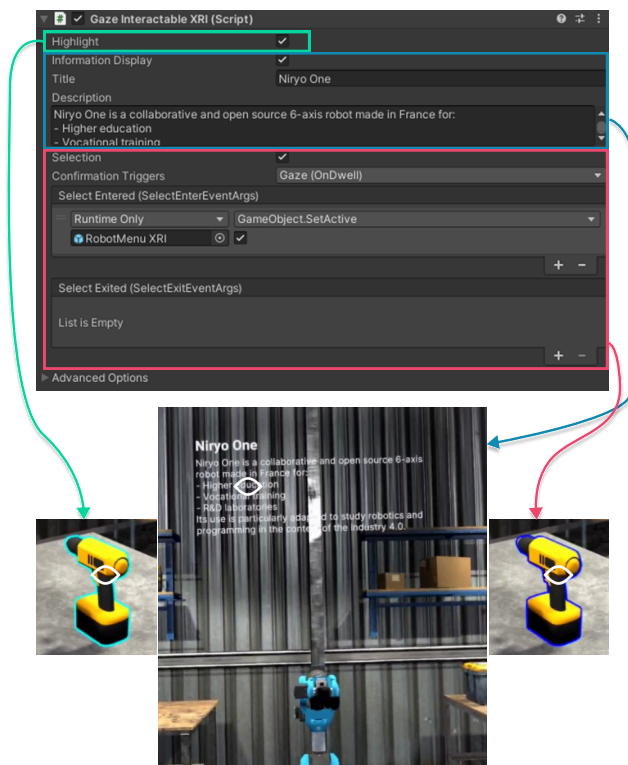 Gaze Interactable XRI (Script)
Highlight
Information Display
Title
Niryo One
Description
Niryo One is a collaborative and open source 6-axis robot made in France for:
- Higher education
- Vocational training
Selection
Confirmation Triggers
Gaze (OnDwell)
Select Entered (SelectEnterEventArgs)
Runtime Only
GameObject.SetActive
RobotMenu XRI
Select Exited (SelectExitEventArgs)
List is Empty
Advanced Options
Niryo One
Niryo One is a collaborative and open source 6-axis
robot made in France for:
- Higher education
- Vocational training
- R&D laboratories
Its use is particularly adapted to study robotics and
programming in the context of the industry 4.0.